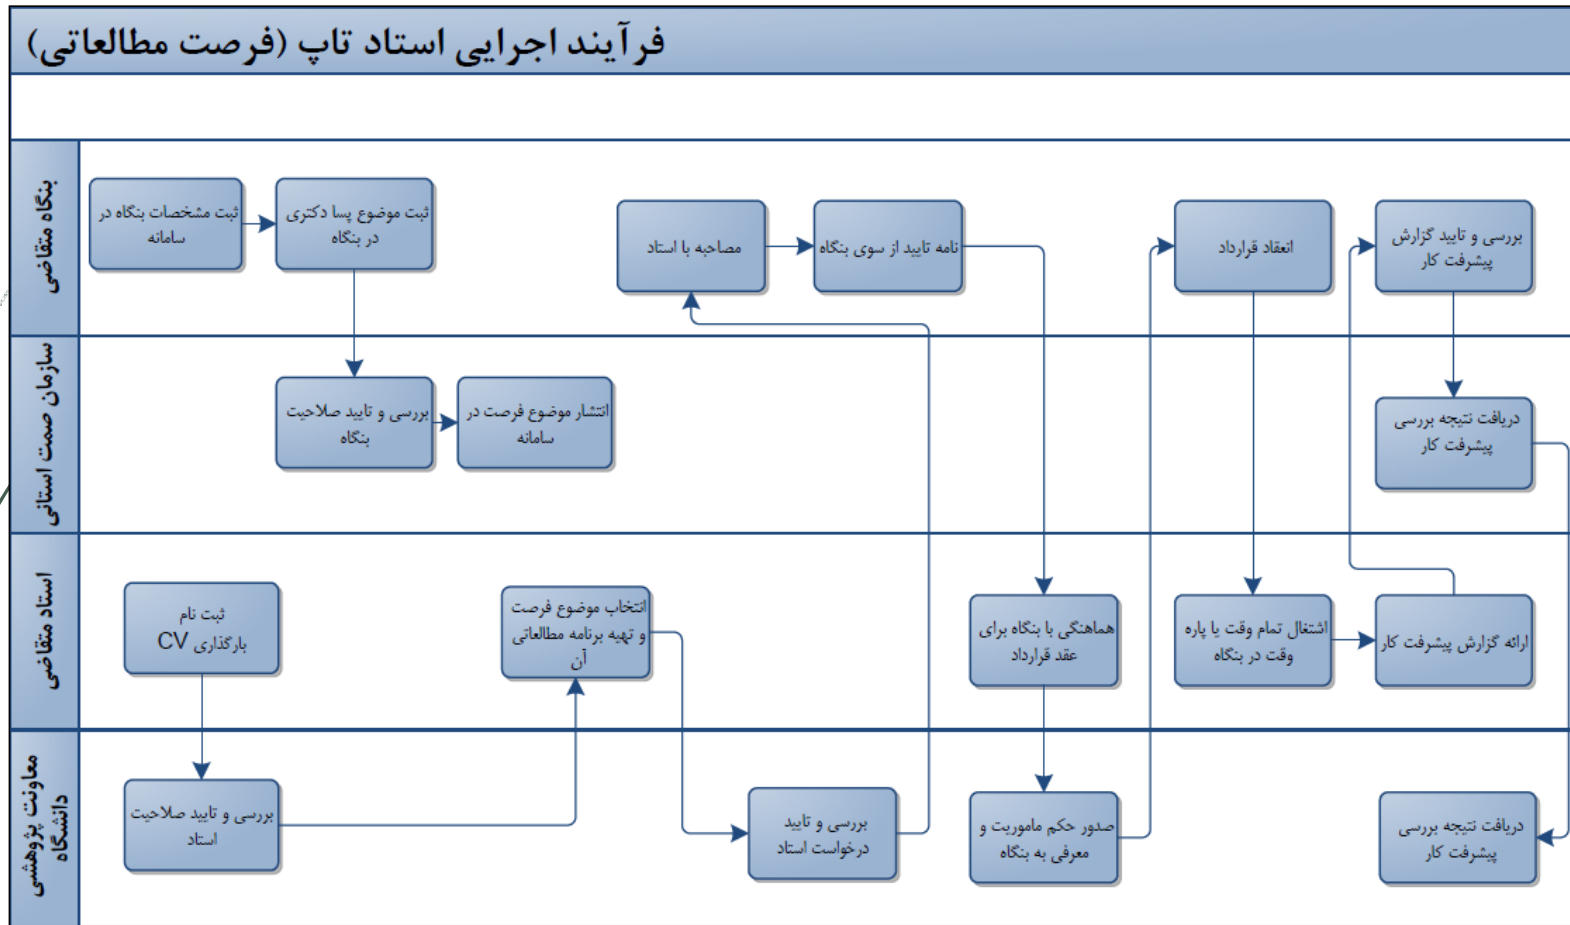 فرآیند اجرایی استاد تاپ (فرصت مطالعاتی)
بنگاه متقاضی
ثبت مشخصات بنگاه در
سامانه
ثبت موضوع پسا دکتری
در بنگاه
مصاحبه با استاد
نامه تایید از سوی بنگاه
انعقاد قرارداد
بررسی و تایید گزارش
پیشرفت کار
سازمان صمت استانی
بررسی و تایید صلاحیت
بنگاه
انتشار موضوع فرصت در
سامانه
دریافت نتیجه بررسی
پیشرفت کار
استاد متقاضی
ثبت نام
بارگذاری CV
انتخاب موضوع فرصت
و تهیه برنامه مطالعاتی
آن
هماهنگی با بنگاه برای
عقد قرارداد
اشتغال تمام وقت یا پاره
وقت در بنگاه
ارائه گزارش پیشرفت کار
معاونت پژوهشی
دانشگاه
بررسی و تایید صلاحیت
استاد
بررسی و تایید
درخواست استاد
صدور حکم ماموریت و
معرفی به بنگاه
دریافت نتیجه بررسی
پیشرفت کار